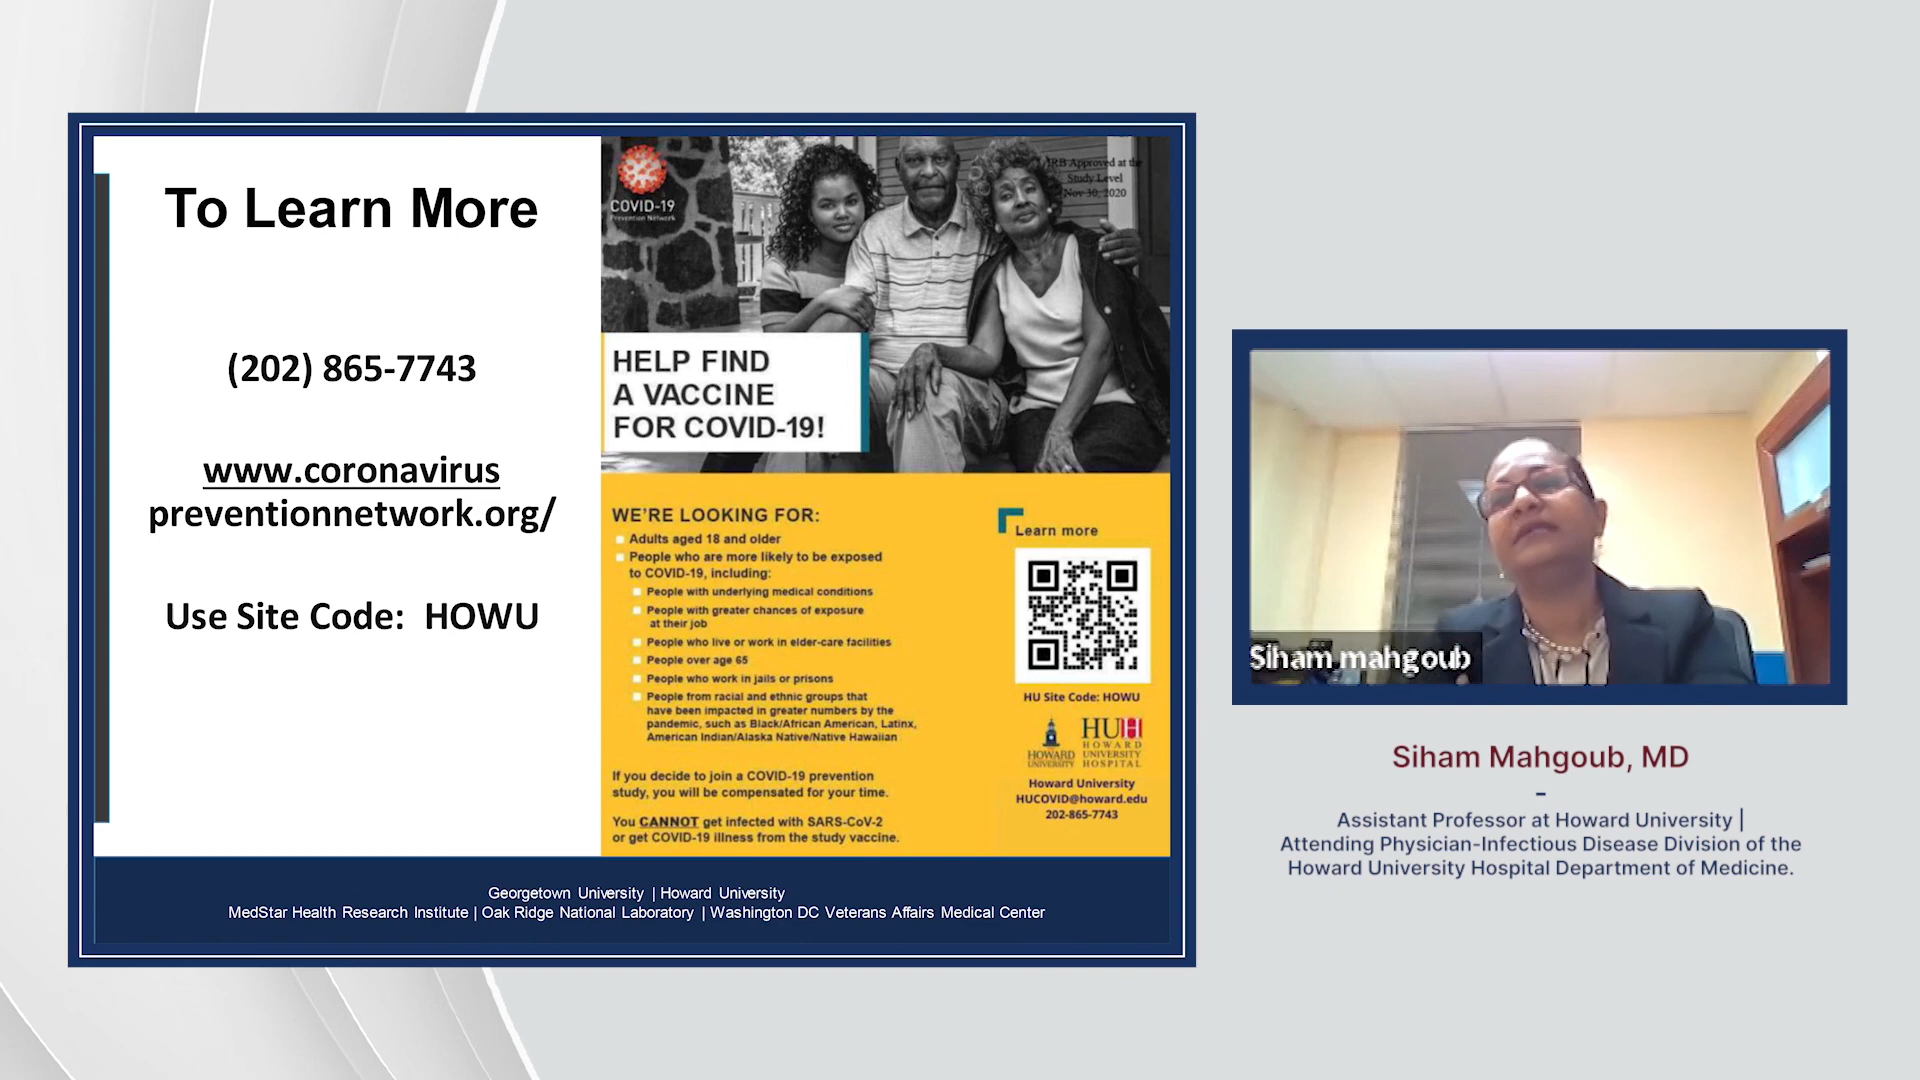 To Learn More
(202) 865-7743
www.coronavirus
preventionnetwork.org/
Use Site Code: HOWU
COVID-19
Prevention Network
IRB Approved at the
Study Level
Nov 30, 2020
HELP FIND
A VACCINE
FOR COVID-19!
WE'RE LOOKING FOR:
Adults aged 18 and older
People who are more likely to be exposed
to COVID-19, including:
People with underlying medical conditions
People with greater chances of exposure
at their job
People who live or work in elder-care facilities
People over age 65
People who work in jails or prisons
People from racial and ethnic groups that
have been impacted in greater numbers by the
pandemic, such as Black/African American, Latinx,
American Indian/Alaska Native/Native Hawaiian
If you decide to join a COVID-19 prevention
study, you will be compensated for your time.
You CANNOT get infected with SARS-CoV-2
or get COVID-19 illness from the study vaccine.
Learn more
HU Site Code: HOWU
HOWARD
UNIVERSITY
HUH
HOWARD
UNIVERSITY
HOSPITAL
Howard University
HUCOVID@howard.edu
202-865-7743
Georgetown University | Howard University
MedStar Health Research Institute | Oak Ridge National Laboratory | Washington DC Veterans Affairs Medical Center
Siham mahgoub
Siham Mahgoub, MD
–
Assistant Professor at Howard University |
Attending Physician-Infectious Disease Division of the
Howard University Hospital Department of Medicine.